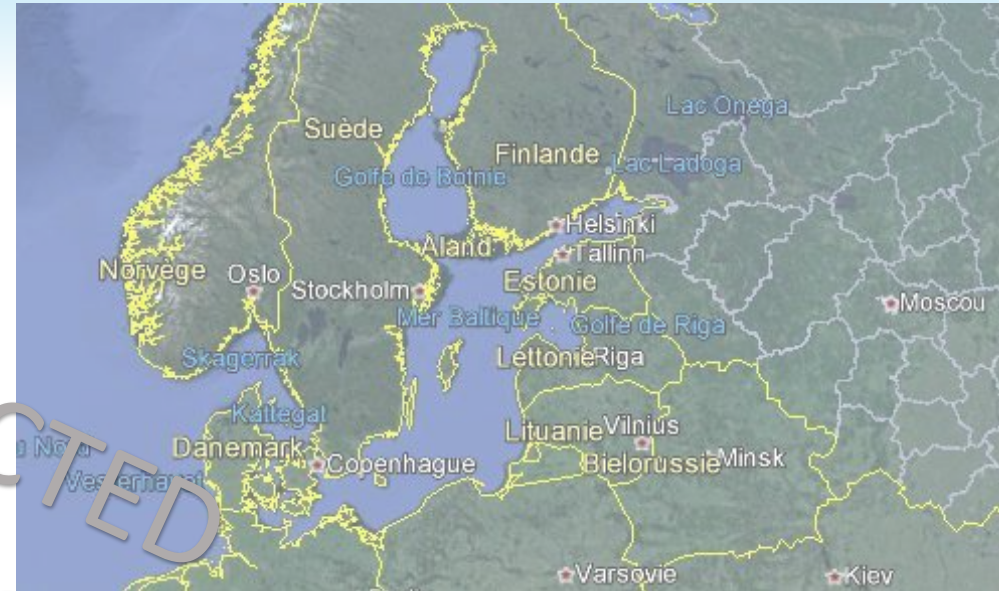 Lac Onega
Suède
Finlande
Lac Ladoga
Golfe de Botnie
Helsinki
Åland
Tallinn
Norvège
Oslo
Estonie
Stockholm
Moscou
Mer Baltique
Golfe de Riga
Skagerrak
Lettonie
Riga
Kattegat
Lituanie
Vilnius
Danemark
Copenhague
Bielorussie
Minsk
CTED
Varsovie
Kiev